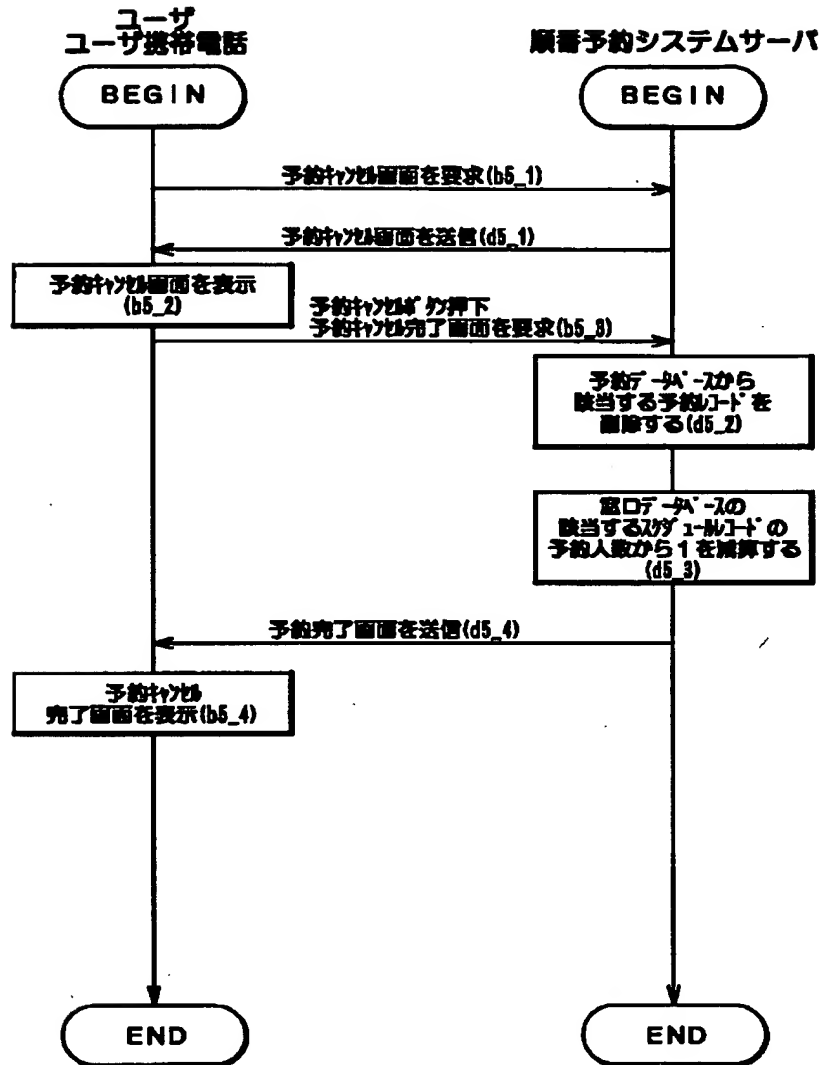 ユーザ
ユーザ携帯電話
順番予約システムサーバ
BEGIN
BEGIN
予約ｷｬﾝｾﾙ画面を要求(b5_1)
予約ｷｬﾝｾﾙ画面を送信(d5_1)
予約ｷｬﾝｾﾙ画面を表示
(b5_2)
予約ｷｬﾝｾﾙﾎﾞﾀﾝ押下
予約ｷｬﾝｾﾙ完了画面を要求(b5_3)
予約ﾃﾞｰﾀﾍﾞｰｽから
該当する予約ﾚｺｰﾄﾞを
削除する(d5_2)
窓口ﾃﾞｰﾀﾍﾞｰｽの
該当するｽｹｼﾞｭｰﾙﾚｺｰﾄﾞの
予約人数から1を減算する
(d5_3)
予約完了画面を送信(d5_4)
予約ｷｬﾝｾﾙ
完了画面を表示(b5_4)
END
END